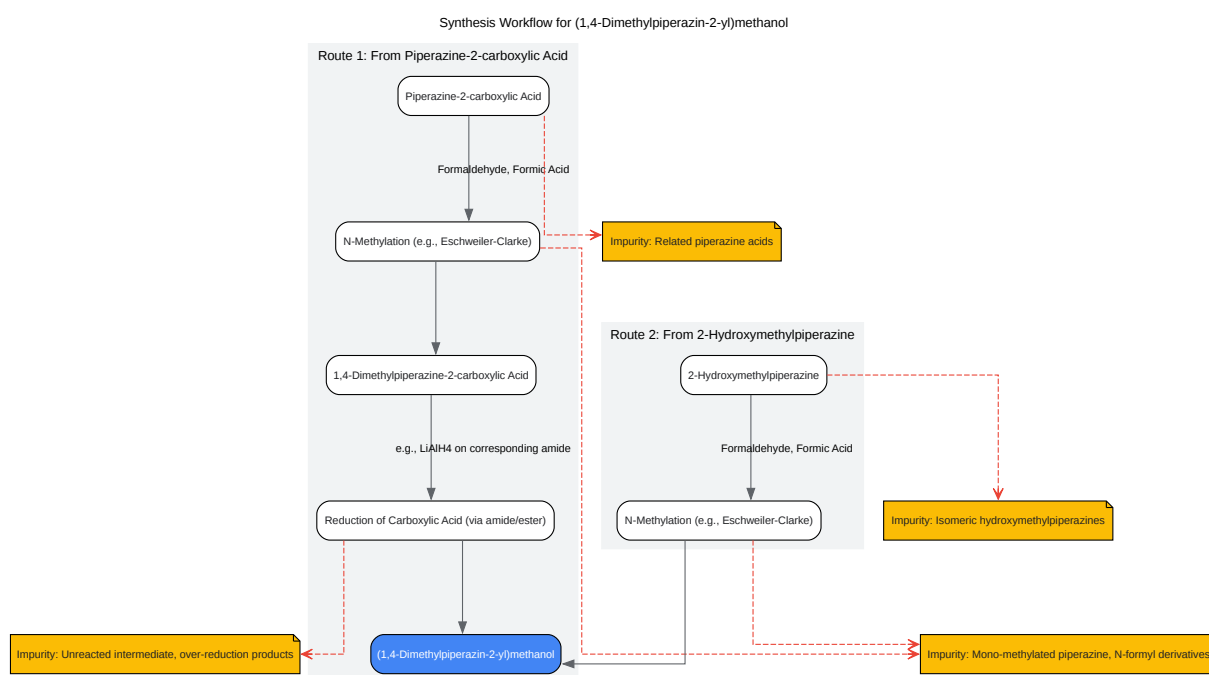 Synthesis Workflow for (1,4-Dimethylpiperazin-2-yl)methanol
Route 1: From Piperazine-2-carboxylic Acid
Piperazine-2-carboxylic Acid
Formaldehyde, Formic Acid
N-Methylation (e.g., Eschweiler-Clarke)
Impurity: Related piperazine acids
Route 2: From 2-Hydroxymethylpiperazine
1,4-Dimethylpiperazine-2-carboxylic Acid
2-Hydroxymethylpiperazine
e.g., LiAlH4 on corresponding amide
Formaldehyde, Formic Acid
Reduction of Carboxylic Acid (via amide/ester)
N-Methylation (e.g., Eschweiler-Clarke)
Impurity: Isomeric hydroxymethylpiperazines
Impurity: Unreacted intermediate, over-reduction products
(1,4-Dimethylpiperazin-2-yl)methanol
Impurity: Mono-methylated piperazine, N-formyl derivatives